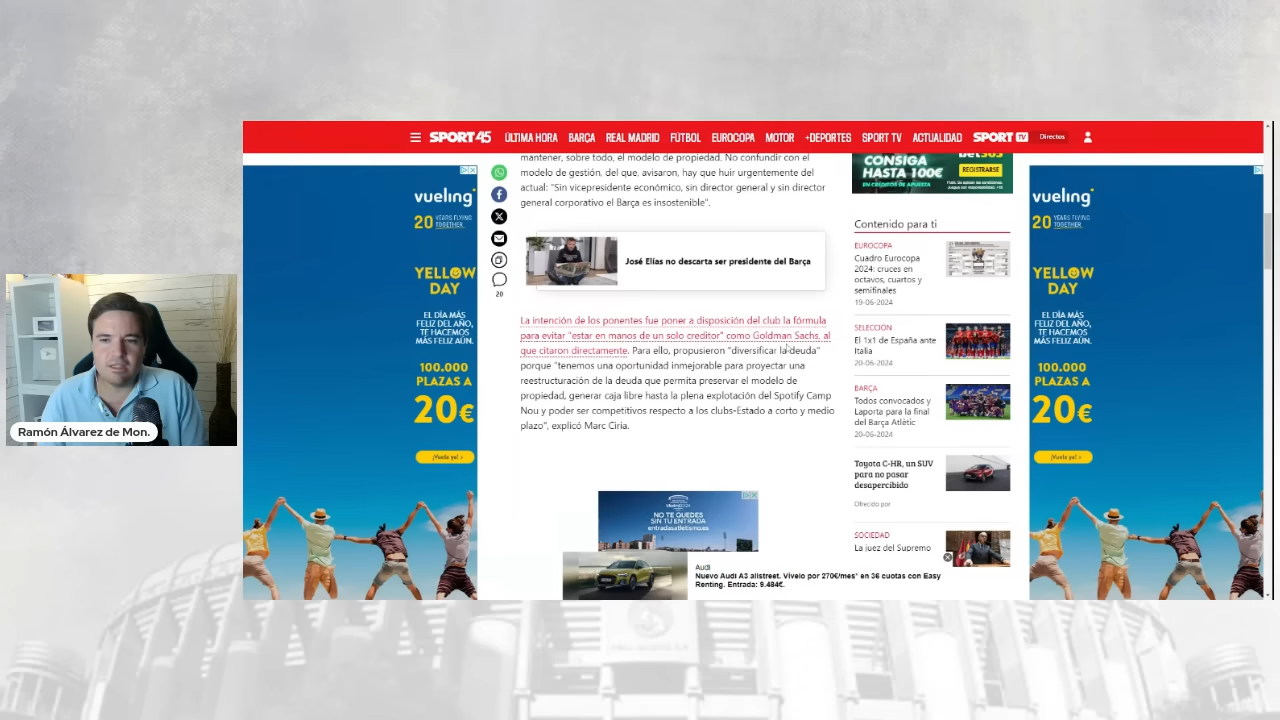 SPORT 45
ÚLTIMA HORA BARÇA REAL MADRID FÚTBOL EUROCOPA MOTOR +DEPORTES SPORT TV ACTUALIDAD SPORT TV Directos
mantener, sobre todo, el modelo de propiedad. No confundir con el
modelo de gestión, del que, avisaron, hay que huir urgentemente del
actual: "Sin vicepresidente económico, sin director general y sin director
general corporativo el Barça es insostenible".
José Elías no descarta ser presidente del Barça
20
La intención de los ponentes fue poner a disposición del club la fórmula
para evitar "estar en manos de un solo creditor" como Goldman Sachs, al
que citaron directamente. Para ello, propusieron "diversificar la deuda"
porque "tenemos una oportunidad inmejorable para proyectar una
reestructuración de la deuda que permita preservar el modelo de
propiedad, generar caja libre hasta la plena explotación del Spotify Camp
Nou y poder ser competitivos respecto a los clubs-Estado a corto y medio
plazo", explicó Marc Ciria.
CONSIGA
HASTA 100€
EN CRÉDITOS DE APUESTA
bet365
REGISTRARSE
Contenido para ti
EUROCOPA
Cuadro Eurocopa
2024: cruces en
octavos, cuartos y
semifinales
19-06-2024
SELECCIÓN
El 1x1 de España ante
Italia
20-06-2024
BARÇA
Todos convocados y
Laporta para la final
del Barça Atlètic
20-06-2024
Toyota C-HR, un SUV
para no pasar
desapercibido
Ofrecido por
SOCIEDAD
La juez del Supremo
vueling
20 YEARS FLYING
TOGETHER
YELLOW
DAY
EL DÍA MÁS
FELIZ DEL AÑO,
TE HACEMOS
MÁS FELIZ AÚN.
100.000
PLAZAS A
20€
¡Vuela ya! >
vueling
20 YEARS FLYING
TOGETHER
YELLOW
DAY
EL DÍA MÁS
FELIZ DEL AÑO,
TE HACEMOS
MÁS FELIZ AÚN.
100.000
PLAZAS A
20€
¡Vuela ya! >
NO TE QUEDES
SIN TU ENTRADA
entradasatletismo.es
Audi
Nuevo Audi A3 allstreet. Vívelo por 270€/mes* en 36 cuotas con Easy
Renting. Entrada: 9.484€.
Ramón Álvarez de Mon.